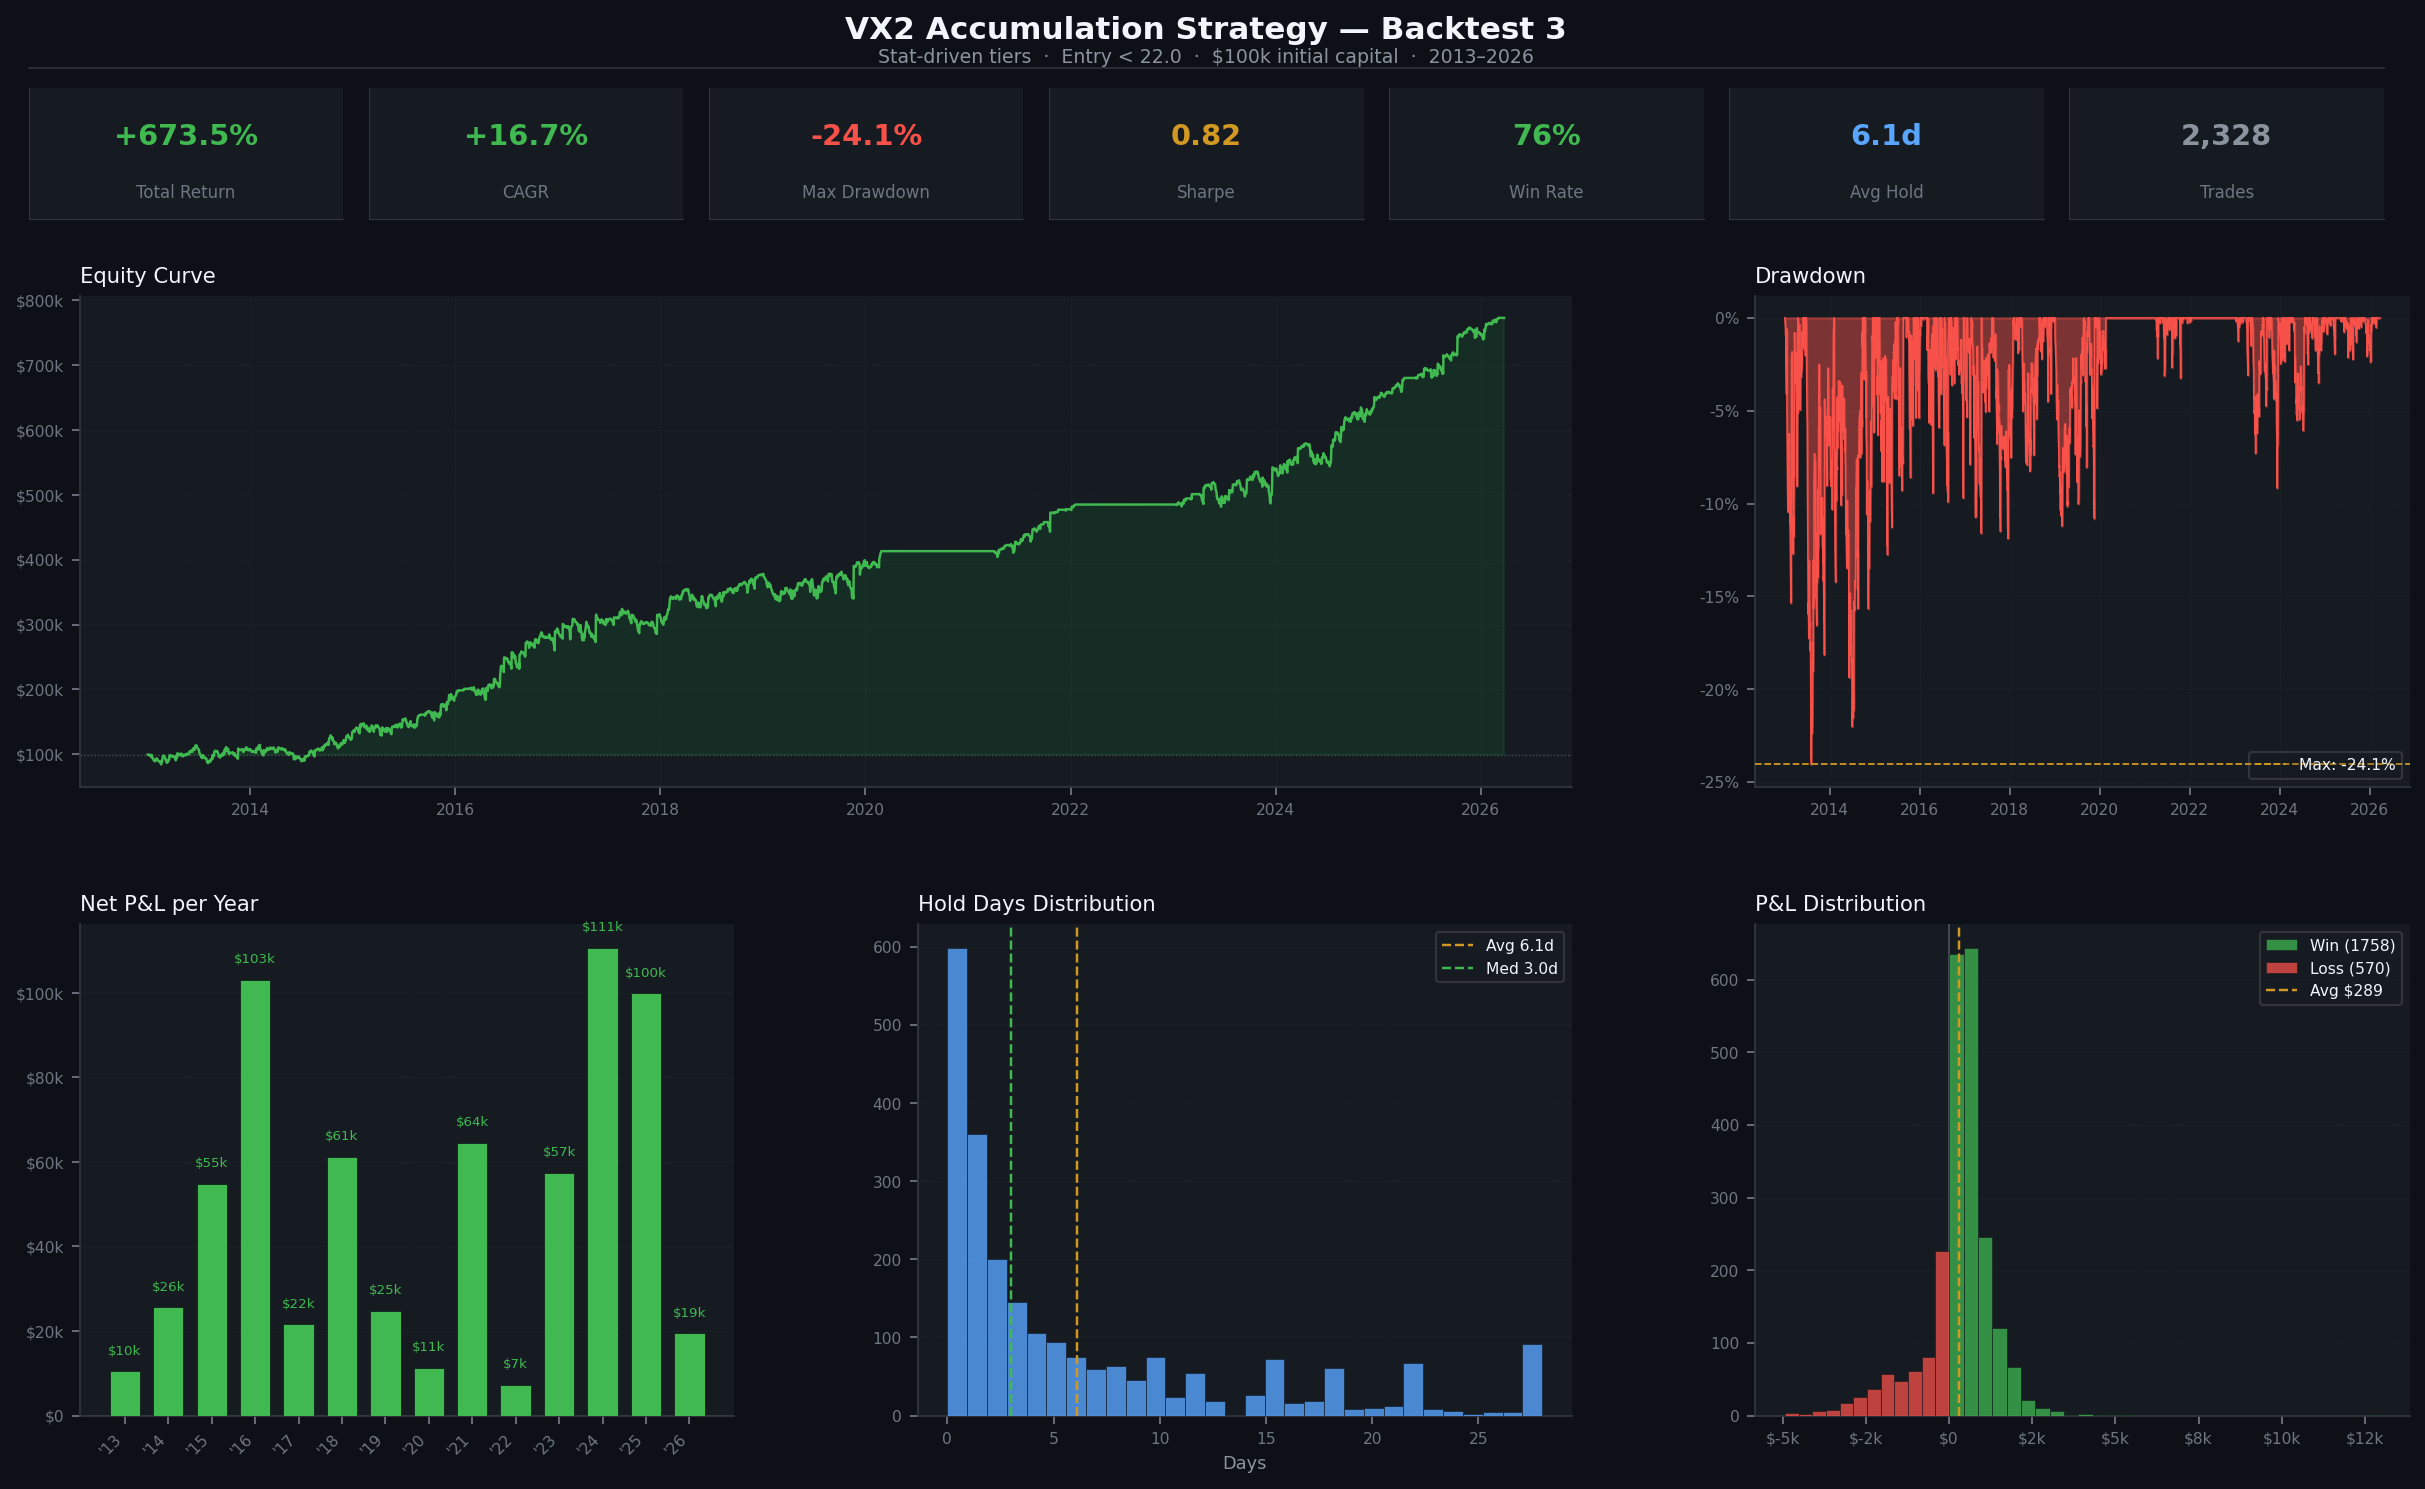 VX2 Accumulation Strategy — Backtest 3
Stat-driven tiers · Entry < 22.0 · $100k initial capital · 2013–2026
+673.5%
Total Return
+16.7%
CAGR
-24.1%
Max Drawdown
0.82
Sharpe
76%
Win Rate
6.1d
Avg Hold
2,328
Trades
Equity Curve
$800k
$700k
$600k
$500k
$400k
$300k
$200k
$100k
2014 2016 2018 2020 2022 2024 2026
Drawdown
0%
-5%
-10%
-15%
-20%
-25%
Max: -24.1%
2014 2016 2018 2020 2022 2024 2026
Net P&L per Year
$100k
$80k
$60k
$40k
$20k
$0
$10k $26k $55k $103k $22k $61k $25k $11k $64k $7k $57k $111k $100k $19k
'13 '14 '15 '16 '17 '18 '19 '20 '21 '22 '23 '24 '25 '26
Hold Days Distribution
600
500
400
300
200
100
0
Avg 6.1d
Med 3.0d
0 5 10 15 20 25
Days
P&L Distribution
600
500
400
300
200
100
0
Win (1758)
Loss (570)
Avg $289
$-5k $-2k $0 $2k $5k $8k $10k $12k